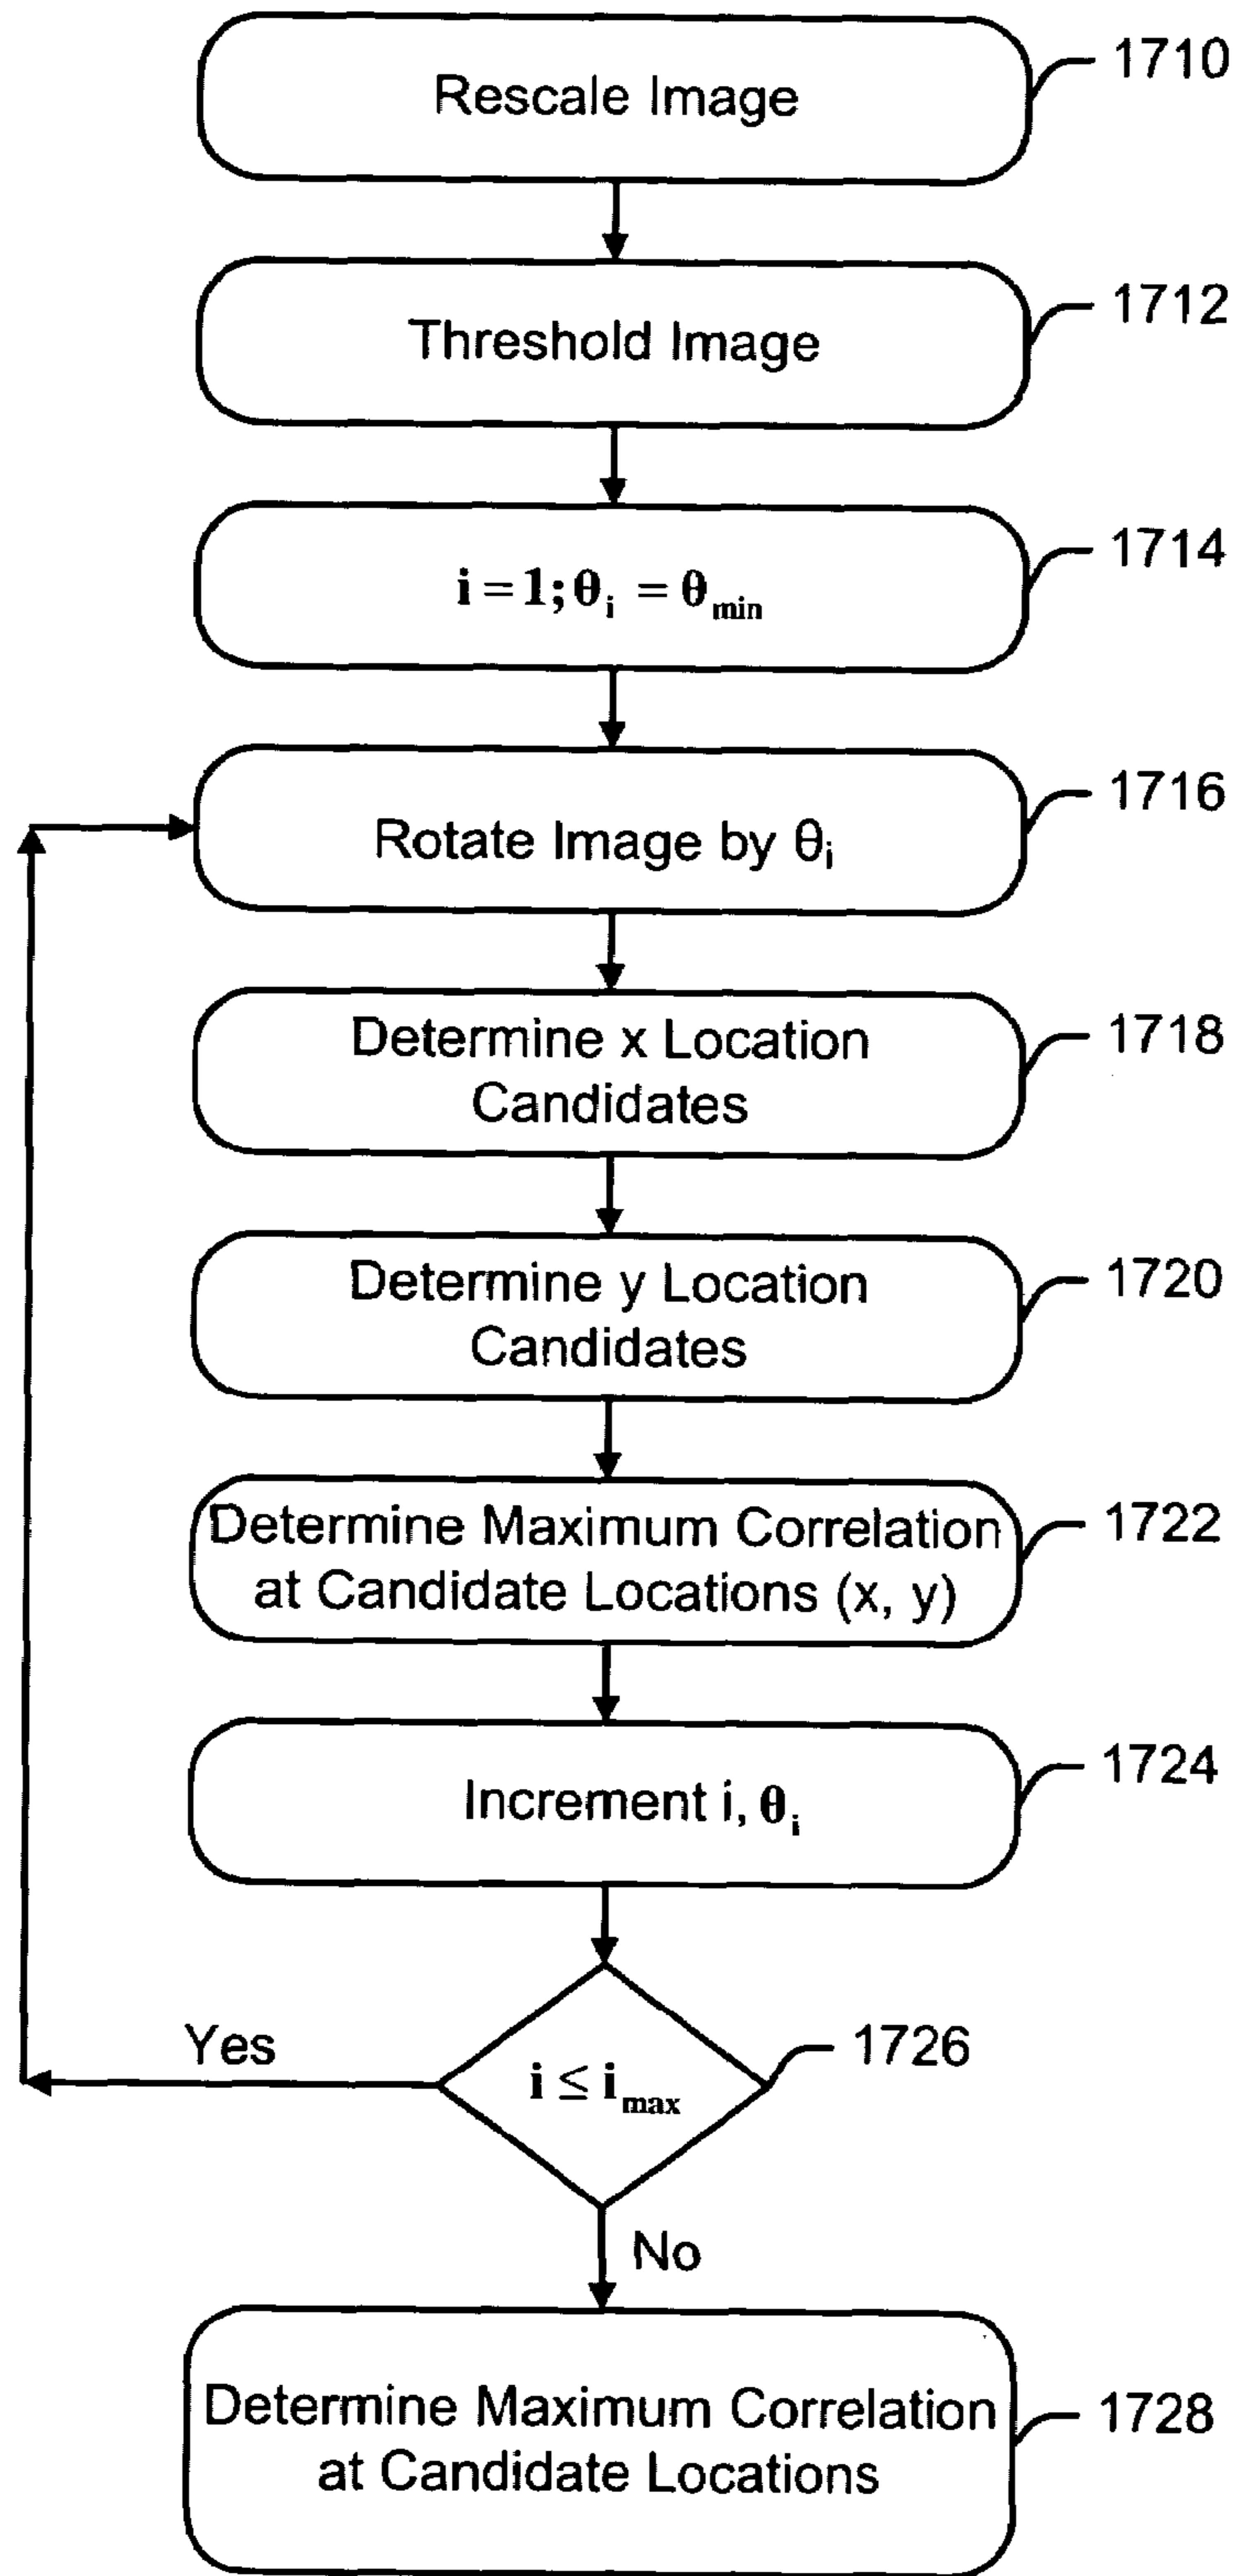 Rescale Image
1710
Threshold Image
1712
i = 1; θi = θmin
1714
Rotate Image by θi
1716
Determine x Location
Candidates
1718
Determine y Location
Candidates
1720
Determine Maximum Correlation
at Candidate Locations (x, y)
1722
Increment i, θi
1724
Yes
i ≤ imax
1726
No
Determine Maximum Correlation
at Candidate Locations
1728